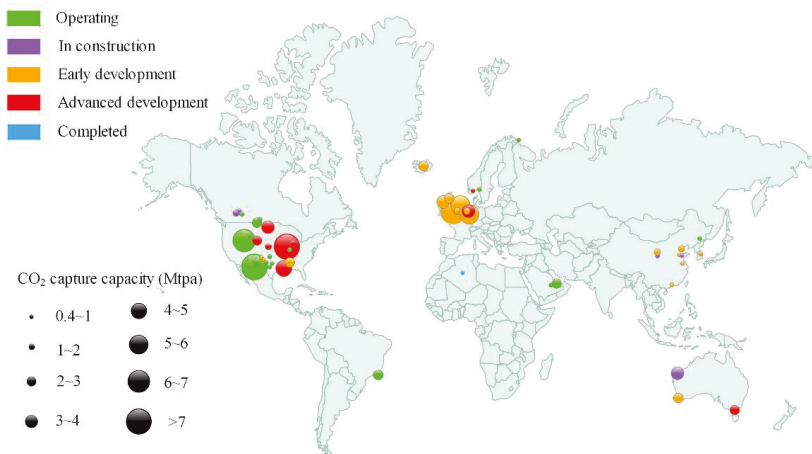 Operating
In construction
Early development
Advanced development
Completed
CO₂ capture capacity (Mtpa)
0.4~1
1~2
2~3
3~4
4~5
5~6
6~7
>7